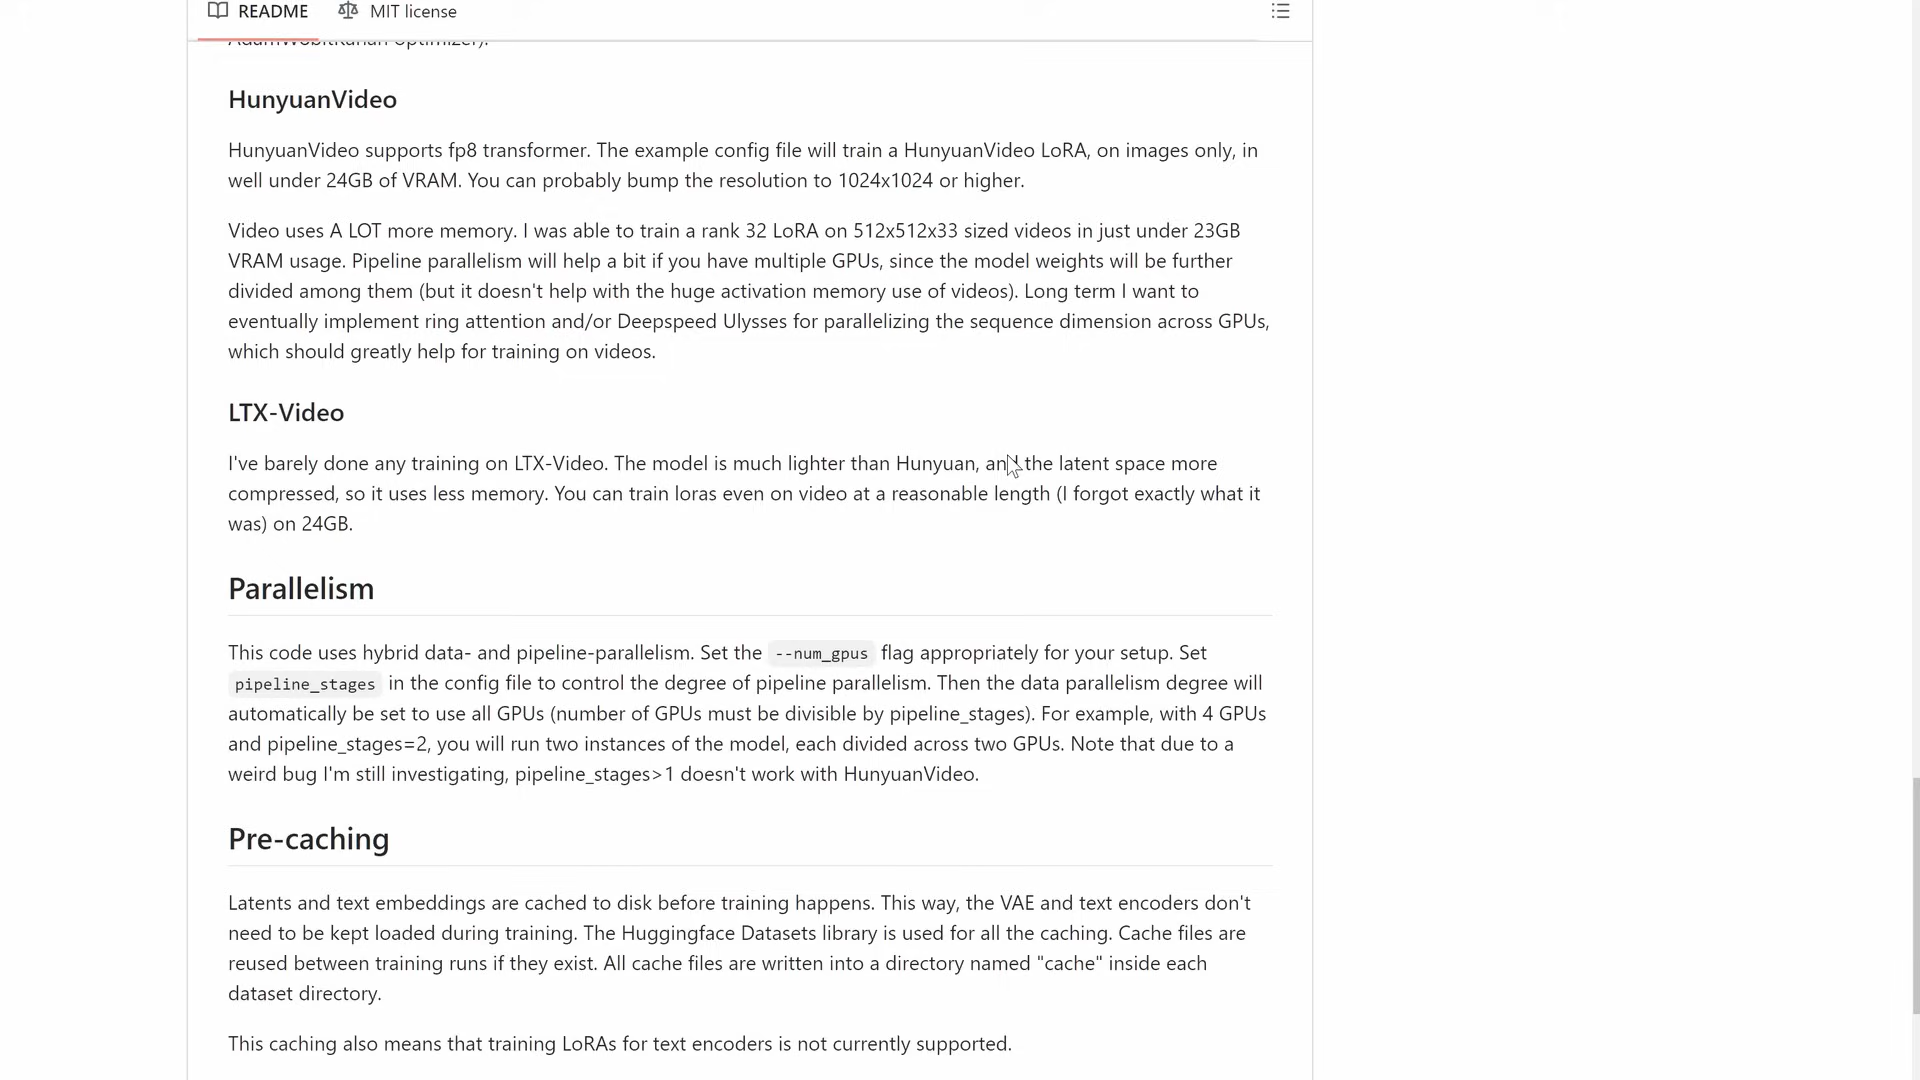 README MIT license
HunyuanVideo
HunyuanVideo supports fp8 transformer. The example config file will train a HunyuanVideo LoRA, on images only, in
well under 24GB of VRAM. You can probably bump the resolution to 1024x1024 or higher.
Video uses A LOT more memory. I was able to train a rank 32 LoRA on 512x512x33 sized videos in just under 23GB
VRAM usage. Pipeline parallelism will help a bit if you have multiple GPUs, since the model weights will be further
divided among them (but it doesn't help with the huge activation memory use of videos). Long term I want to
eventually implement ring attention and/or Deepspeed Ulysses for parallelizing the sequence dimension across GPUs,
which should greatly help for training on videos.
LTX-Video
I've barely done any training on LTX-Video. The model is much lighter than Hunyuan, and the latent space more
compressed, so it uses less memory. You can train loras even on video at a reasonable length (I forgot exactly what it
was) on 24GB.
Parallelism
This code uses hybrid data- and pipeline-parallelism. Set the --num_gpus flag appropriately for your setup. Set
pipeline_stages in the config file to control the degree of pipeline parallelism. Then the data parallelism degree will
automatically be set to use all GPUs (number of GPUs must be divisible by pipeline_stages). For example, with 4 GPUs
and pipeline_stages=2, you will run two instances of the model, each divided across two GPUs. Note that due to a
weird bug I'm still investigating, pipeline_stages>1 doesn't work with HunyuanVideo.
Pre-caching
Latents and text embeddings are cached to disk before training happens. This way, the VAE and text encoders don't
need to be kept loaded during training. The Huggingface Datasets library is used for all the caching. Cache files are
reused between training runs if they exist. All cache files are written into a directory named "cache" inside each
dataset directory.
This caching also means that training LoRAs for text encoders is not currently supported.